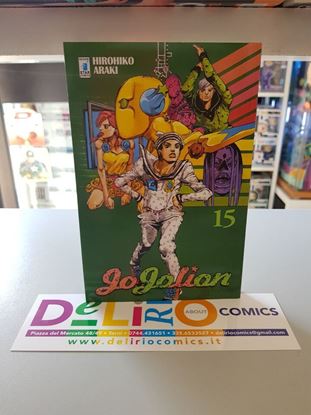 HIROHIKO
ARAKI
15
JoJolion
DeLiRiO ABOUT COMICS
Piazza del Mercato 48/49 • Terni • 0744.431651 • 329.6533527 • deliriocomics@gmail.com
www.deliriocomics.it